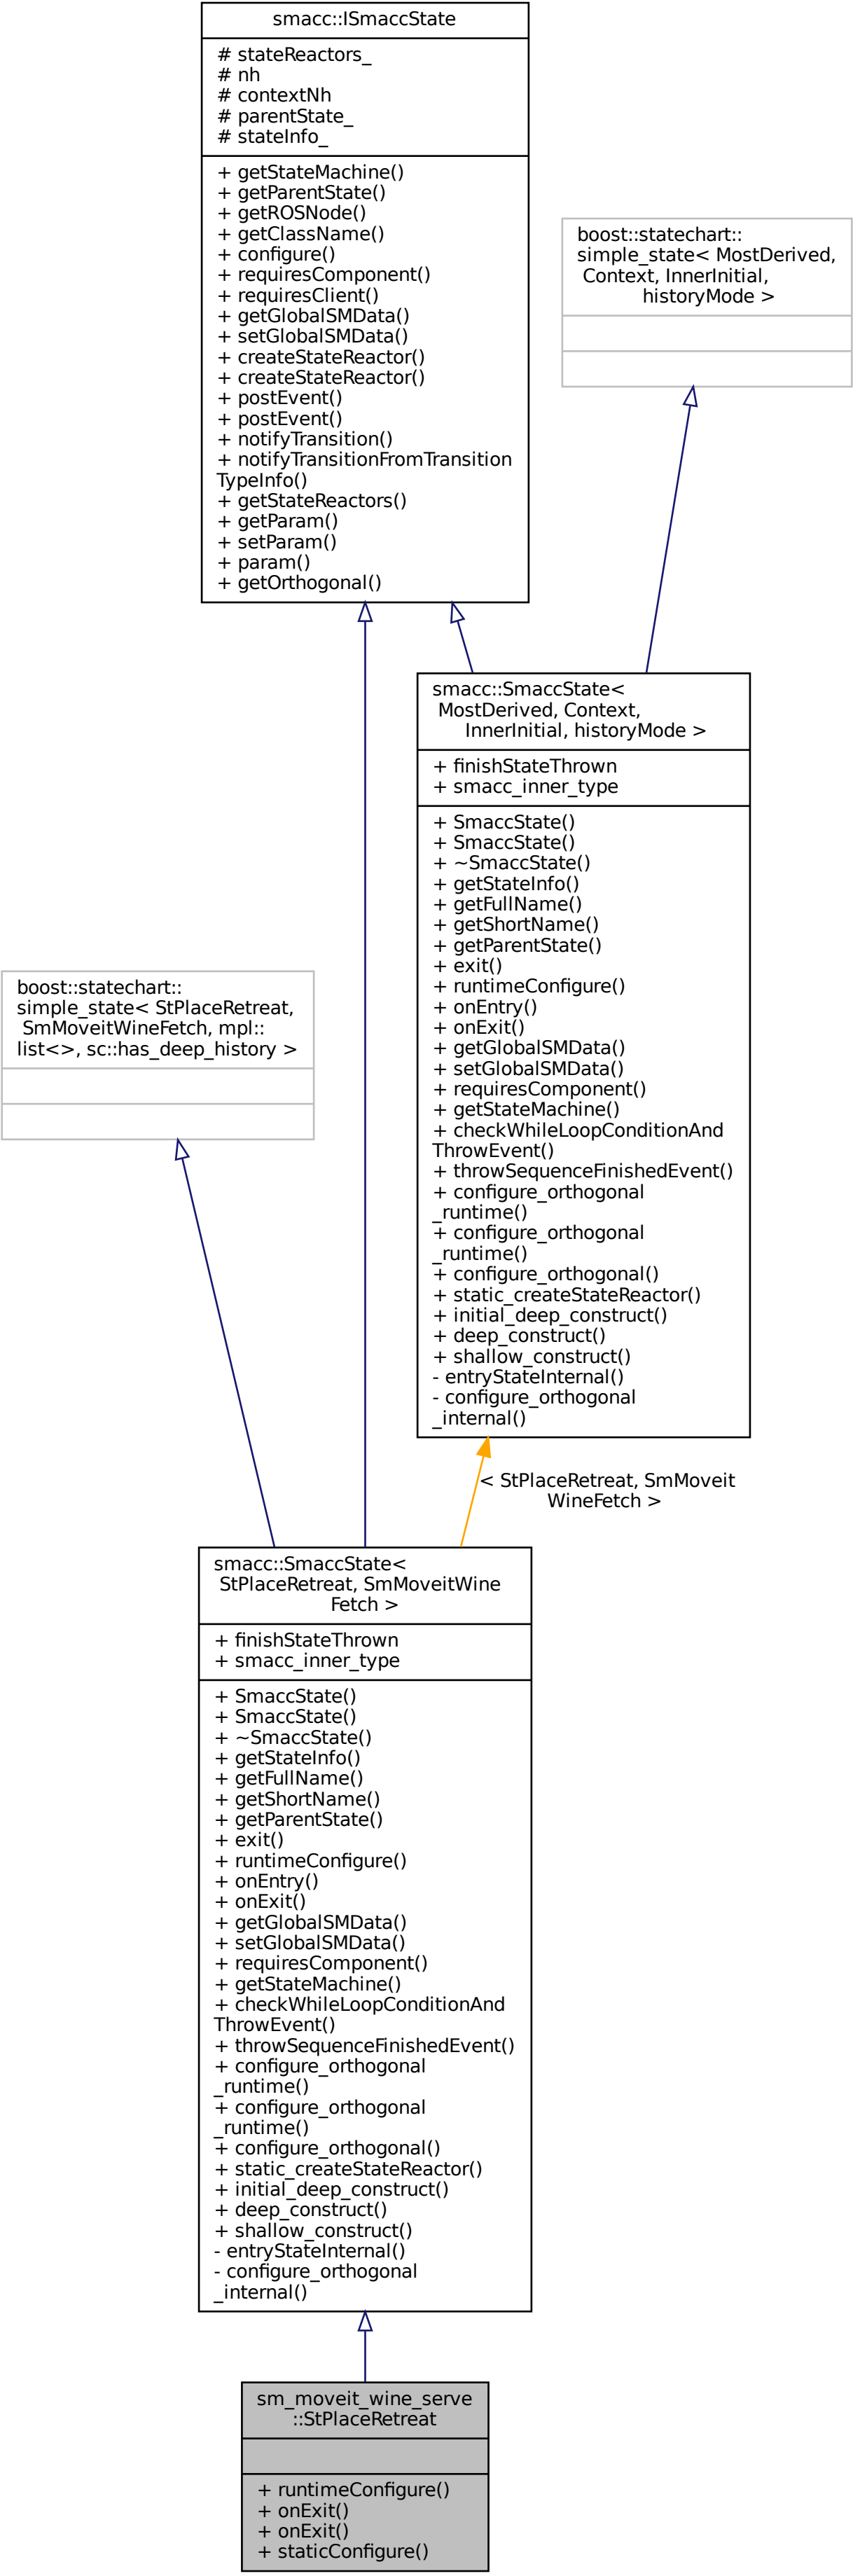 smacc::ISmaccState
# stateReactors_
# nh
# contextNh
# parentState_
# stateInfo_
+ getStateMachine()
+ getParentState()
+ getROSNode()
+ getClassName()
+ configure()
+ requiresComponent()
+ requiresClient()
+ getGlobalSMData()
+ setGlobalSMData()
+ createStateReactor()
+ createStateReactor()
+ postEvent()
+ postEvent()
+ notifyTransition()
+ notifyTransitionFromTransition
TypeInfo()
+ getStateReactors()
+ getParam()
+ setParam()
+ param()
+ getOrthogonal()
boost::statechart::
simple_state< MostDerived,
Context, InnerInitial,
historyMode >
smacc::SmaccState<
MostDerived, Context,
InnerInitial, historyMode >
+ finishStateThrown
+ smacc_inner_type
+ SmaccState()
+ SmaccState()
+ ~SmaccState()
+ getStateInfo()
+ getFullName()
+ getShortName()
+ getParentState()
+ exit()
+ runtimeConfigure()
+ onEntry()
+ onExit()
+ getGlobalSMData()
+ setGlobalSMData()
+ requiresComponent()
+ getStateMachine()
+ checkWhileLoopConditionAnd
ThrowEvent()
+ throwSequenceFinishedEvent()
+ configure_orthogonal
_runtime()
+ configure_orthogonal
_runtime()
+ configure_orthogonal()
+ static_createStateReactor()
+ initial_deep_construct()
+ deep_construct()
+ shallow_construct()
- entryStateInternal()
- configure_orthogonal
_internal()
boost::statechart::
simple_state< StPlaceRetreat,
SmMoveitWineFetch, mpl::
list<>, sc::has_deep_history >
< StPlaceRetreat, SmMoveit
WineFetch >
smacc::SmaccState<
StPlaceRetreat, SmMoveitWine
Fetch >
+ finishStateThrown
+ smacc_inner_type
+ SmaccState()
+ SmaccState()
+ ~SmaccState()
+ getStateInfo()
+ getFullName()
+ getShortName()
+ getParentState()
+ exit()
+ runtimeConfigure()
+ onEntry()
+ onExit()
+ getGlobalSMData()
+ setGlobalSMData()
+ requiresComponent()
+ getStateMachine()
+ checkWhileLoopConditionAnd
ThrowEvent()
+ throwSequenceFinishedEvent()
+ configure_orthogonal
_runtime()
+ configure_orthogonal
_runtime()
+ configure_orthogonal()
+ static_createStateReactor()
+ initial_deep_construct()
+ deep_construct()
+ shallow_construct()
- entryStateInternal()
- configure_orthogonal
_internal()
sm_moveit_wine_serve
::StPlaceRetreat
+ runtimeConfigure()
+ onExit()
+ onExit()
+ staticConfigure()